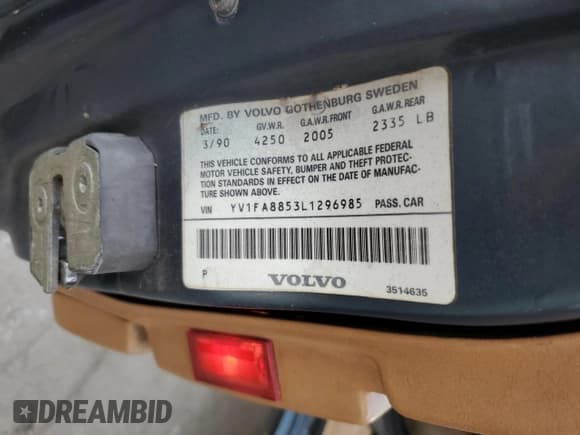 MFD. BY VOLVO GOTHENBURG SWEDEN
DATE: G.V.W.R. G.A.W.R. FRONT G.A.W.R. REAR
3/90 4250 2005 2335 LB
THIS VEHICLE CONFORMS TO ALL APPLICABLE FEDERAL
MOTOR VEHICLE SAFETY, BUMPER AND THEFT PROTEC-
TION STANDARDS IN EFFECT ON THE DATE OF MANUFAC-
TURE SHOWN ABOVE.
VIN YV1FA8853L1296985 PASS. CAR
P VOLVO 3514635
DREAMBID